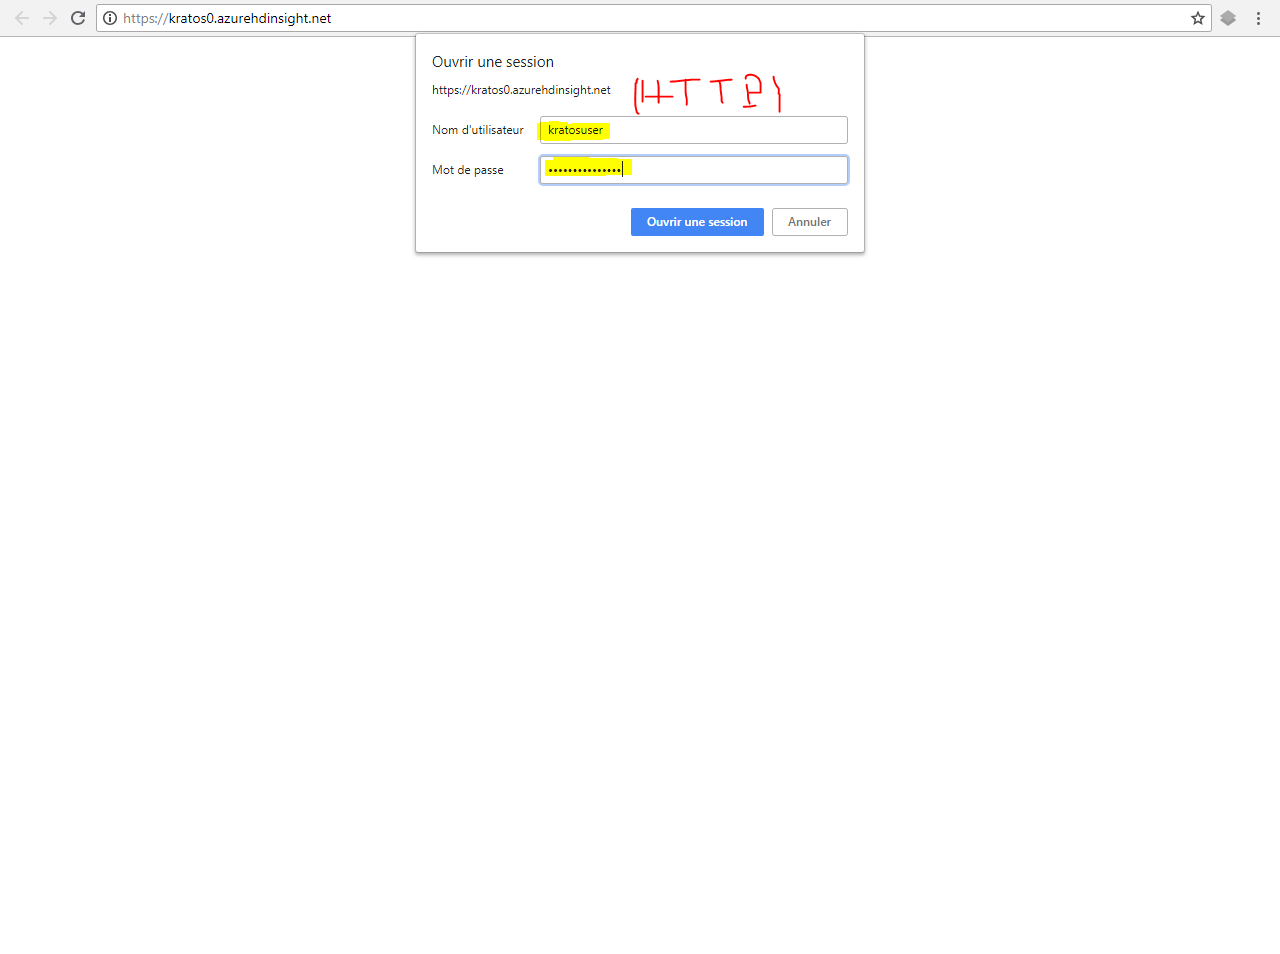 https://kratos0.azurehdinsight.net
Ouvrir une session
https://kratos0.azurehdinsight.net (HTTP)
Nom d'utilisateur kratosuser
Mot de passe •••••••••••••••
Ouvrir une session Annuler